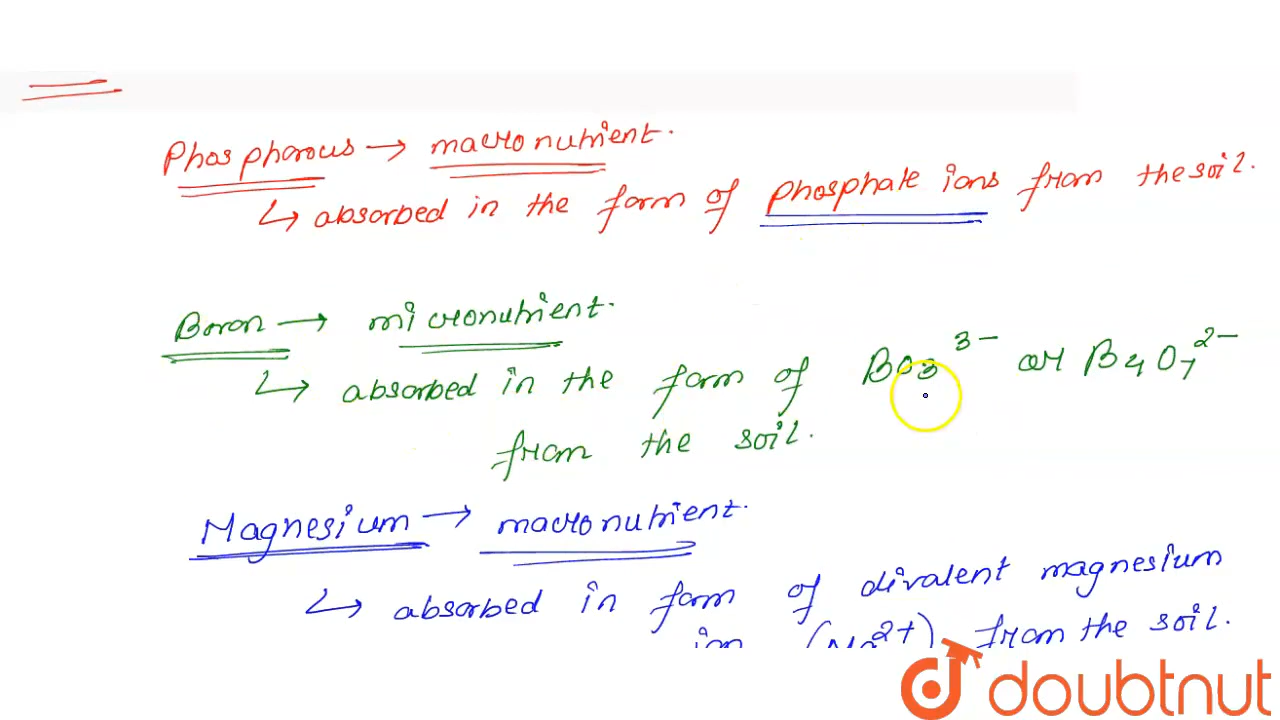 Phosphorous → macronutrient.
↳ absorbed in the form of phosphate ions from the soil.
Boron → micronutrient.
↳ absorbed in the form of BO3 3- or B4O7 2-
from the soil.
Magnesium → macronutrient.
↳ absorbed in form of divalent magnesium
ion (Mg2+) from the soil.
doubtnut